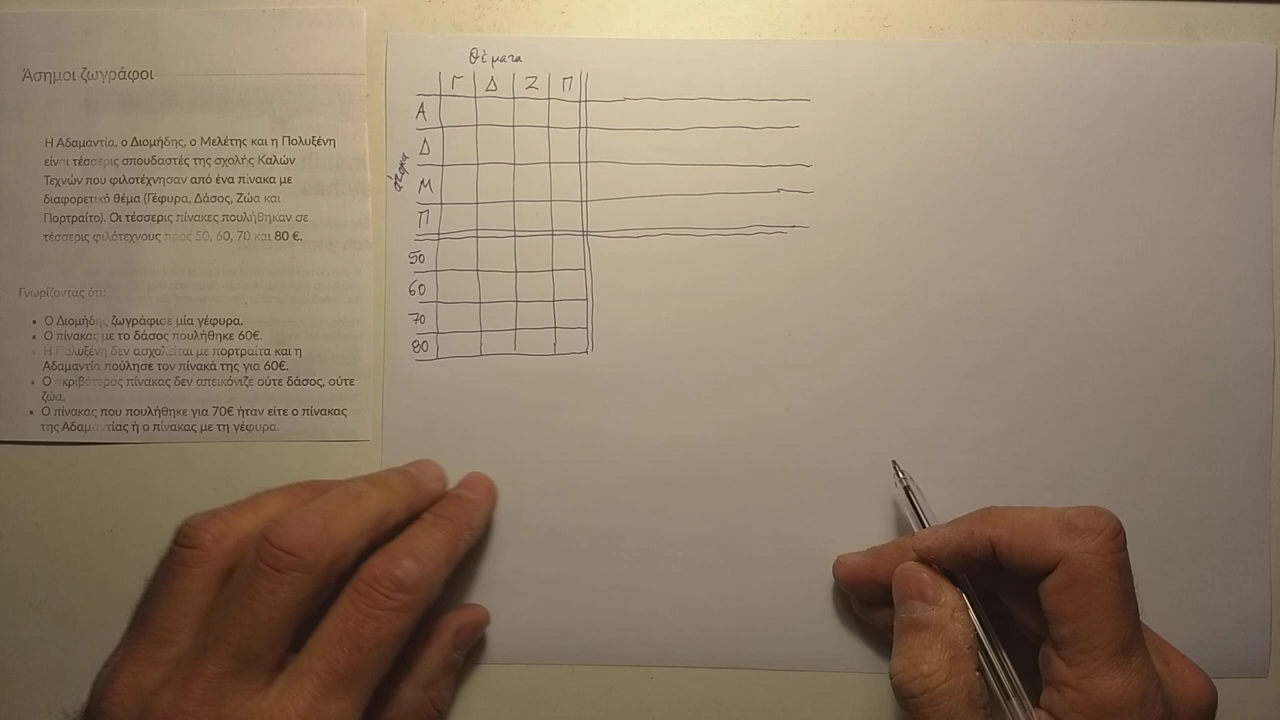 Άσημοι ζωγράφοι
Η Αδαμαντία, ο Διομήδης, ο Μελέτης και η Πολυξένη
είναι τέσσερις σπουδαστές της σχολής Καλών
Τεχνών που φιλοτέχνησαν από ένα πίνακα με
διαφορετικό θέμα (Γέφυρα, Δάσος, Ζώα και
Πορτραίτο). Οι τέσσερις πίνακες πουλήθηκαν σε
τέσσερις φιλότεχνους προς 50, 60, 70 και 80 €.
Γνωρίζοντας ότι:
• Ο Διομήδης ζωγράφισε μία γέφυρα.
• Ο πίνακας με το δάσος πουλήθηκε 60€.
• Η Πολυξένη δεν ασχολείται με πορτραίτα και η
Αδαμαντία πούλησε τον πίνακά της για 60€.
• Ο ακριβότερος πίνακας δεν απεικόνιζε ούτε δάσος, ούτε
ζώα.
• Ο πίνακας που πουλήθηκε για 70€ ήταν είτε ο πίνακας
της Αδαμαντίας ή ο πίνακας με τη γέφυρα.
Θέματα
Γ Δ Ζ Π
άτομα
Α
Δ
Μ
Π
50
60
70
80